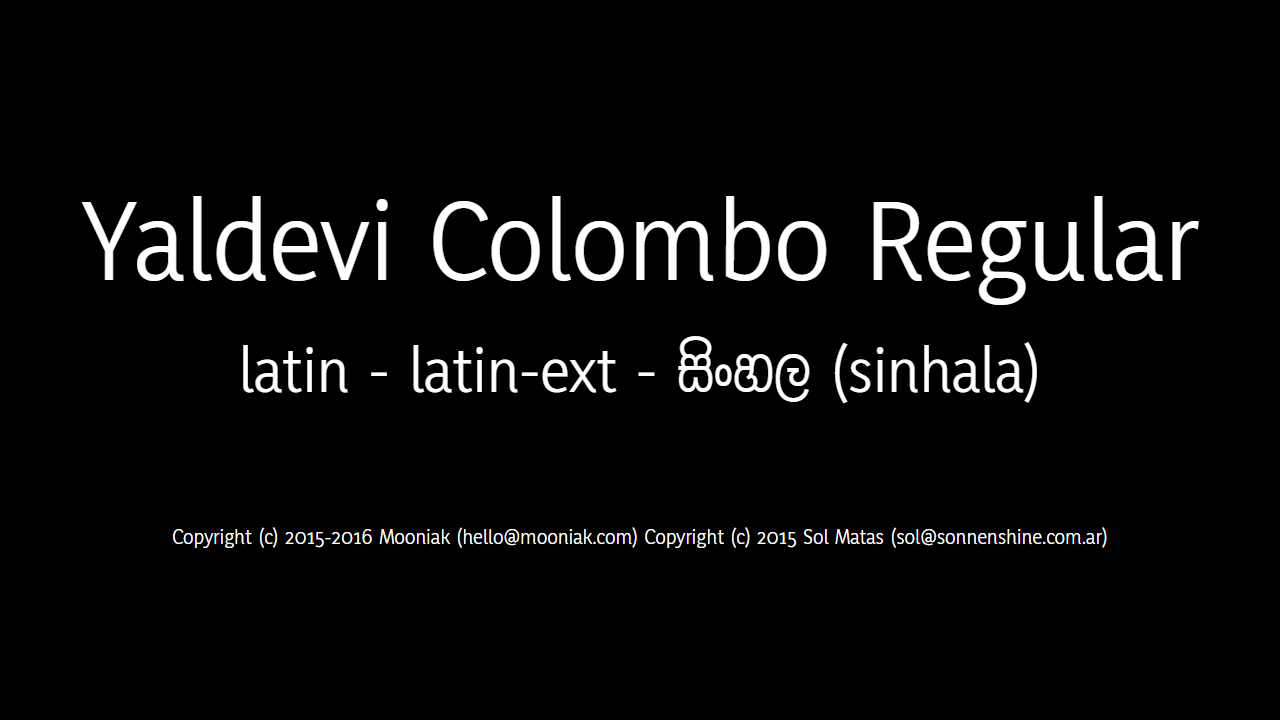 Yaldevi Colombo Regular
latin - latin-ext - සිංහල (sinhala)
Copyright (c) 2015-2016 Mooniak (hello@mooniak.com) Copyright (c) 2015 Sol Matas (sol@sonnenshine.com.ar)